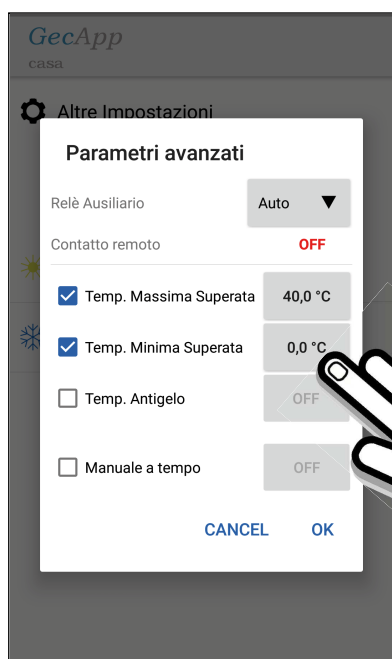 GecApp
casa
Altre Impostazioni
Parametri avanzati
Relè Ausiliario
Auto ▼
Contatto remoto
OFF
Temp. Massima Superata
40,0 °C
Temp. Minima Superata
0,0 °C
Temp. Antigelo
OFF
Manuale a tempo
OFF
CANCEL
OK